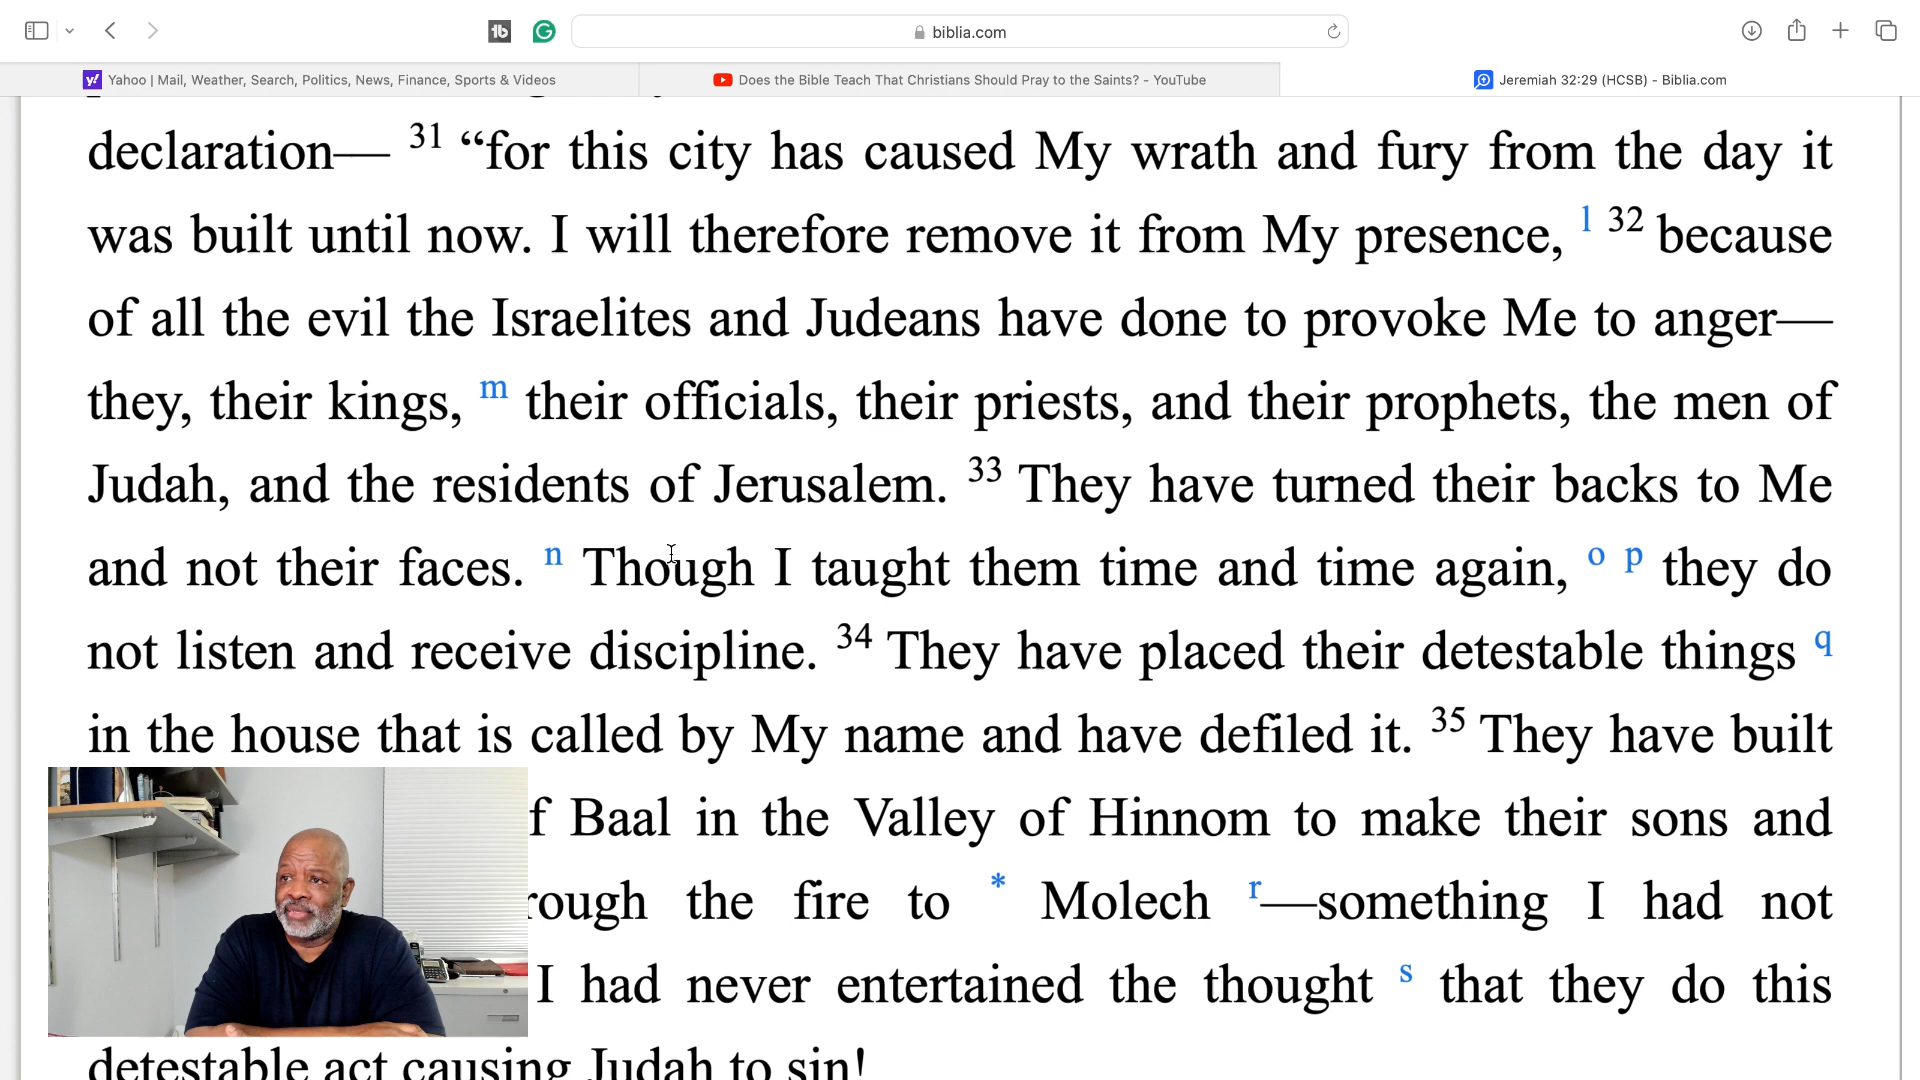 biblia.com
Yahoo | Mail, Weather, Search, Politics, News, Finance, Sports & Videos
Does the Bible Teach That Christians Should Pray to the Saints? - YouTube
Jeremiah 32:29 (HCSB) - Biblia.com
declaration— 31 “for this city has caused My wrath and fury from the day it
was built until now. I will therefore remove it from My presence, l 32 because
of all the evil the Israelites and Judeans have done to provoke Me to anger—
they, their kings, m their officials, their priests, and their prophets, the men of
Judah, and the residents of Jerusalem. 33 They have turned their backs to Me
and not their faces. n Though I taught them time and time again, o p they do
not listen and receive discipline. 34 They have placed their detestable things q
in the house that is called by My name and have defiled it. 35 They have built
f Baal in the Valley of Hinnom to make their sons and
rough the fire to * Molech r—something I had not
I had never entertained the thought s that they do this
detestable act causing Judah to sin!